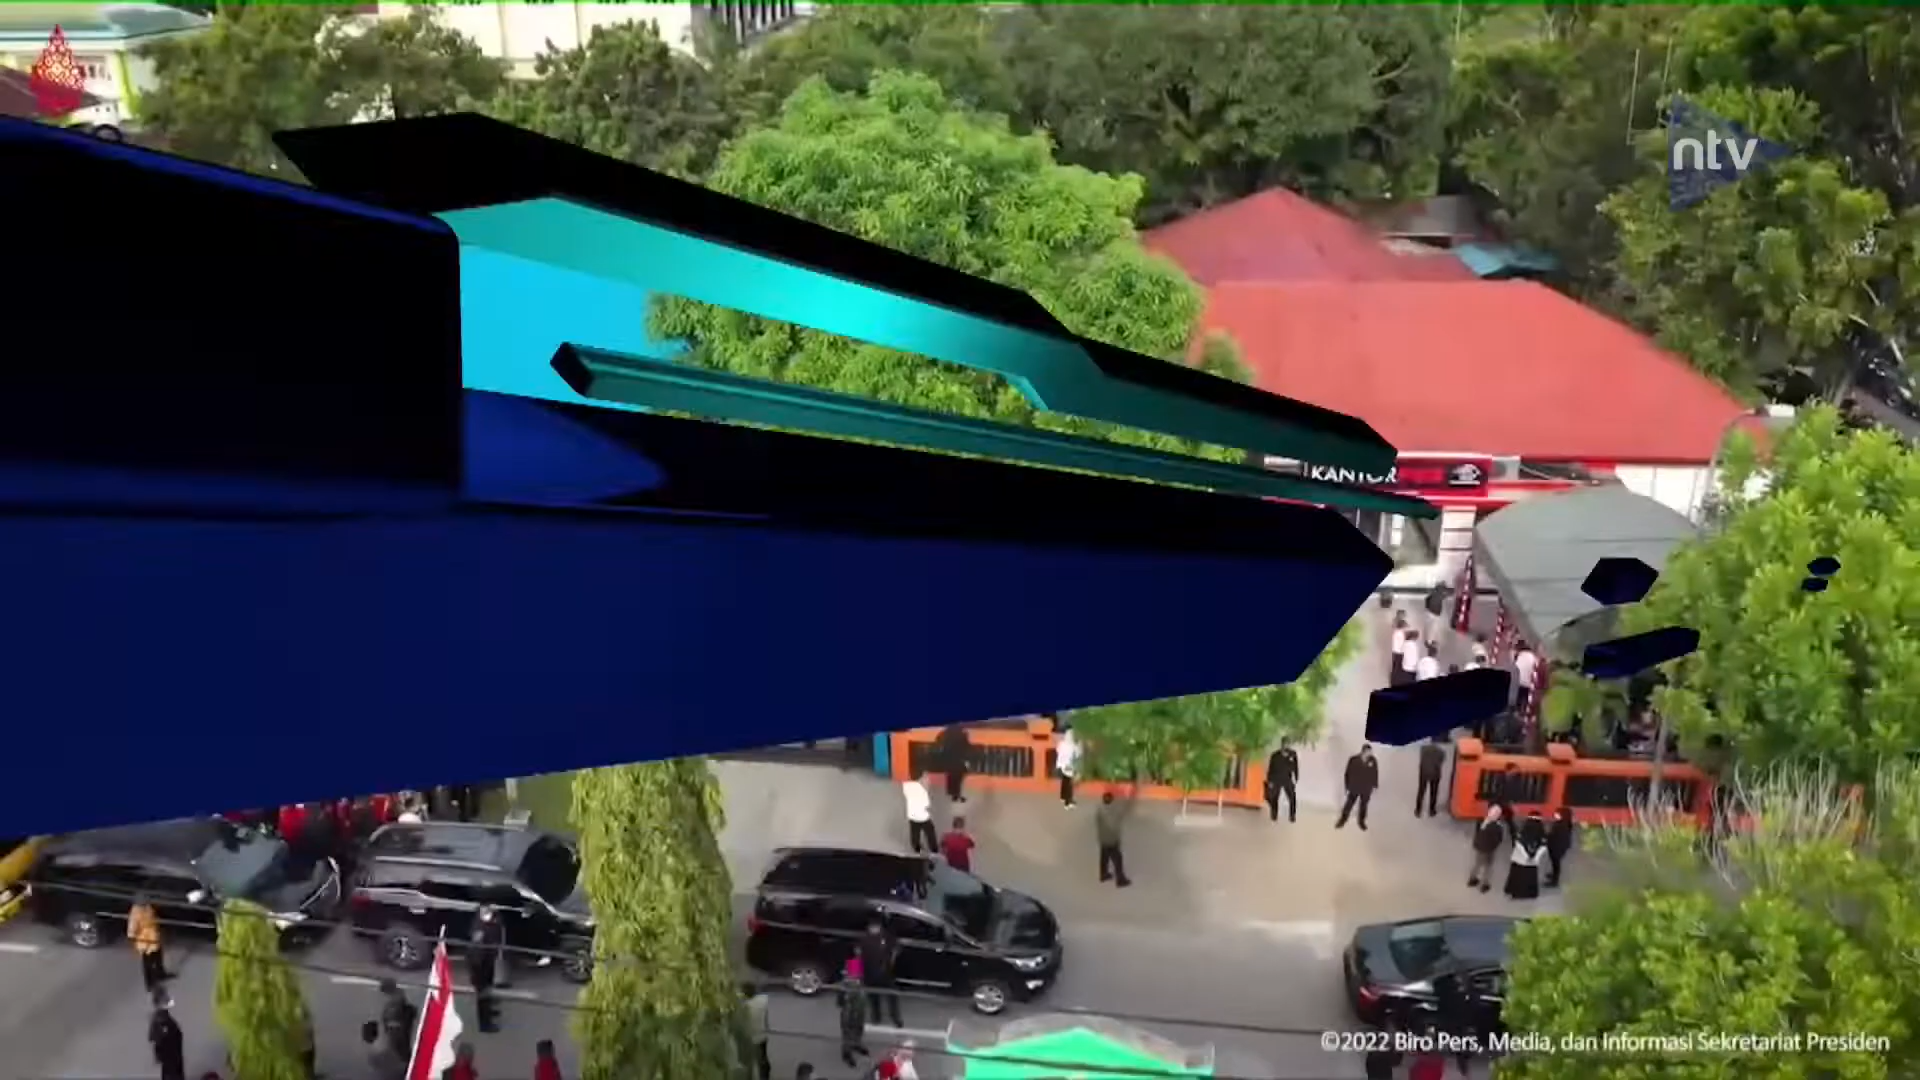 ntv
KANTOR
©2022 Biro Pers, Media, dan Informasi Sekretariat Presiden